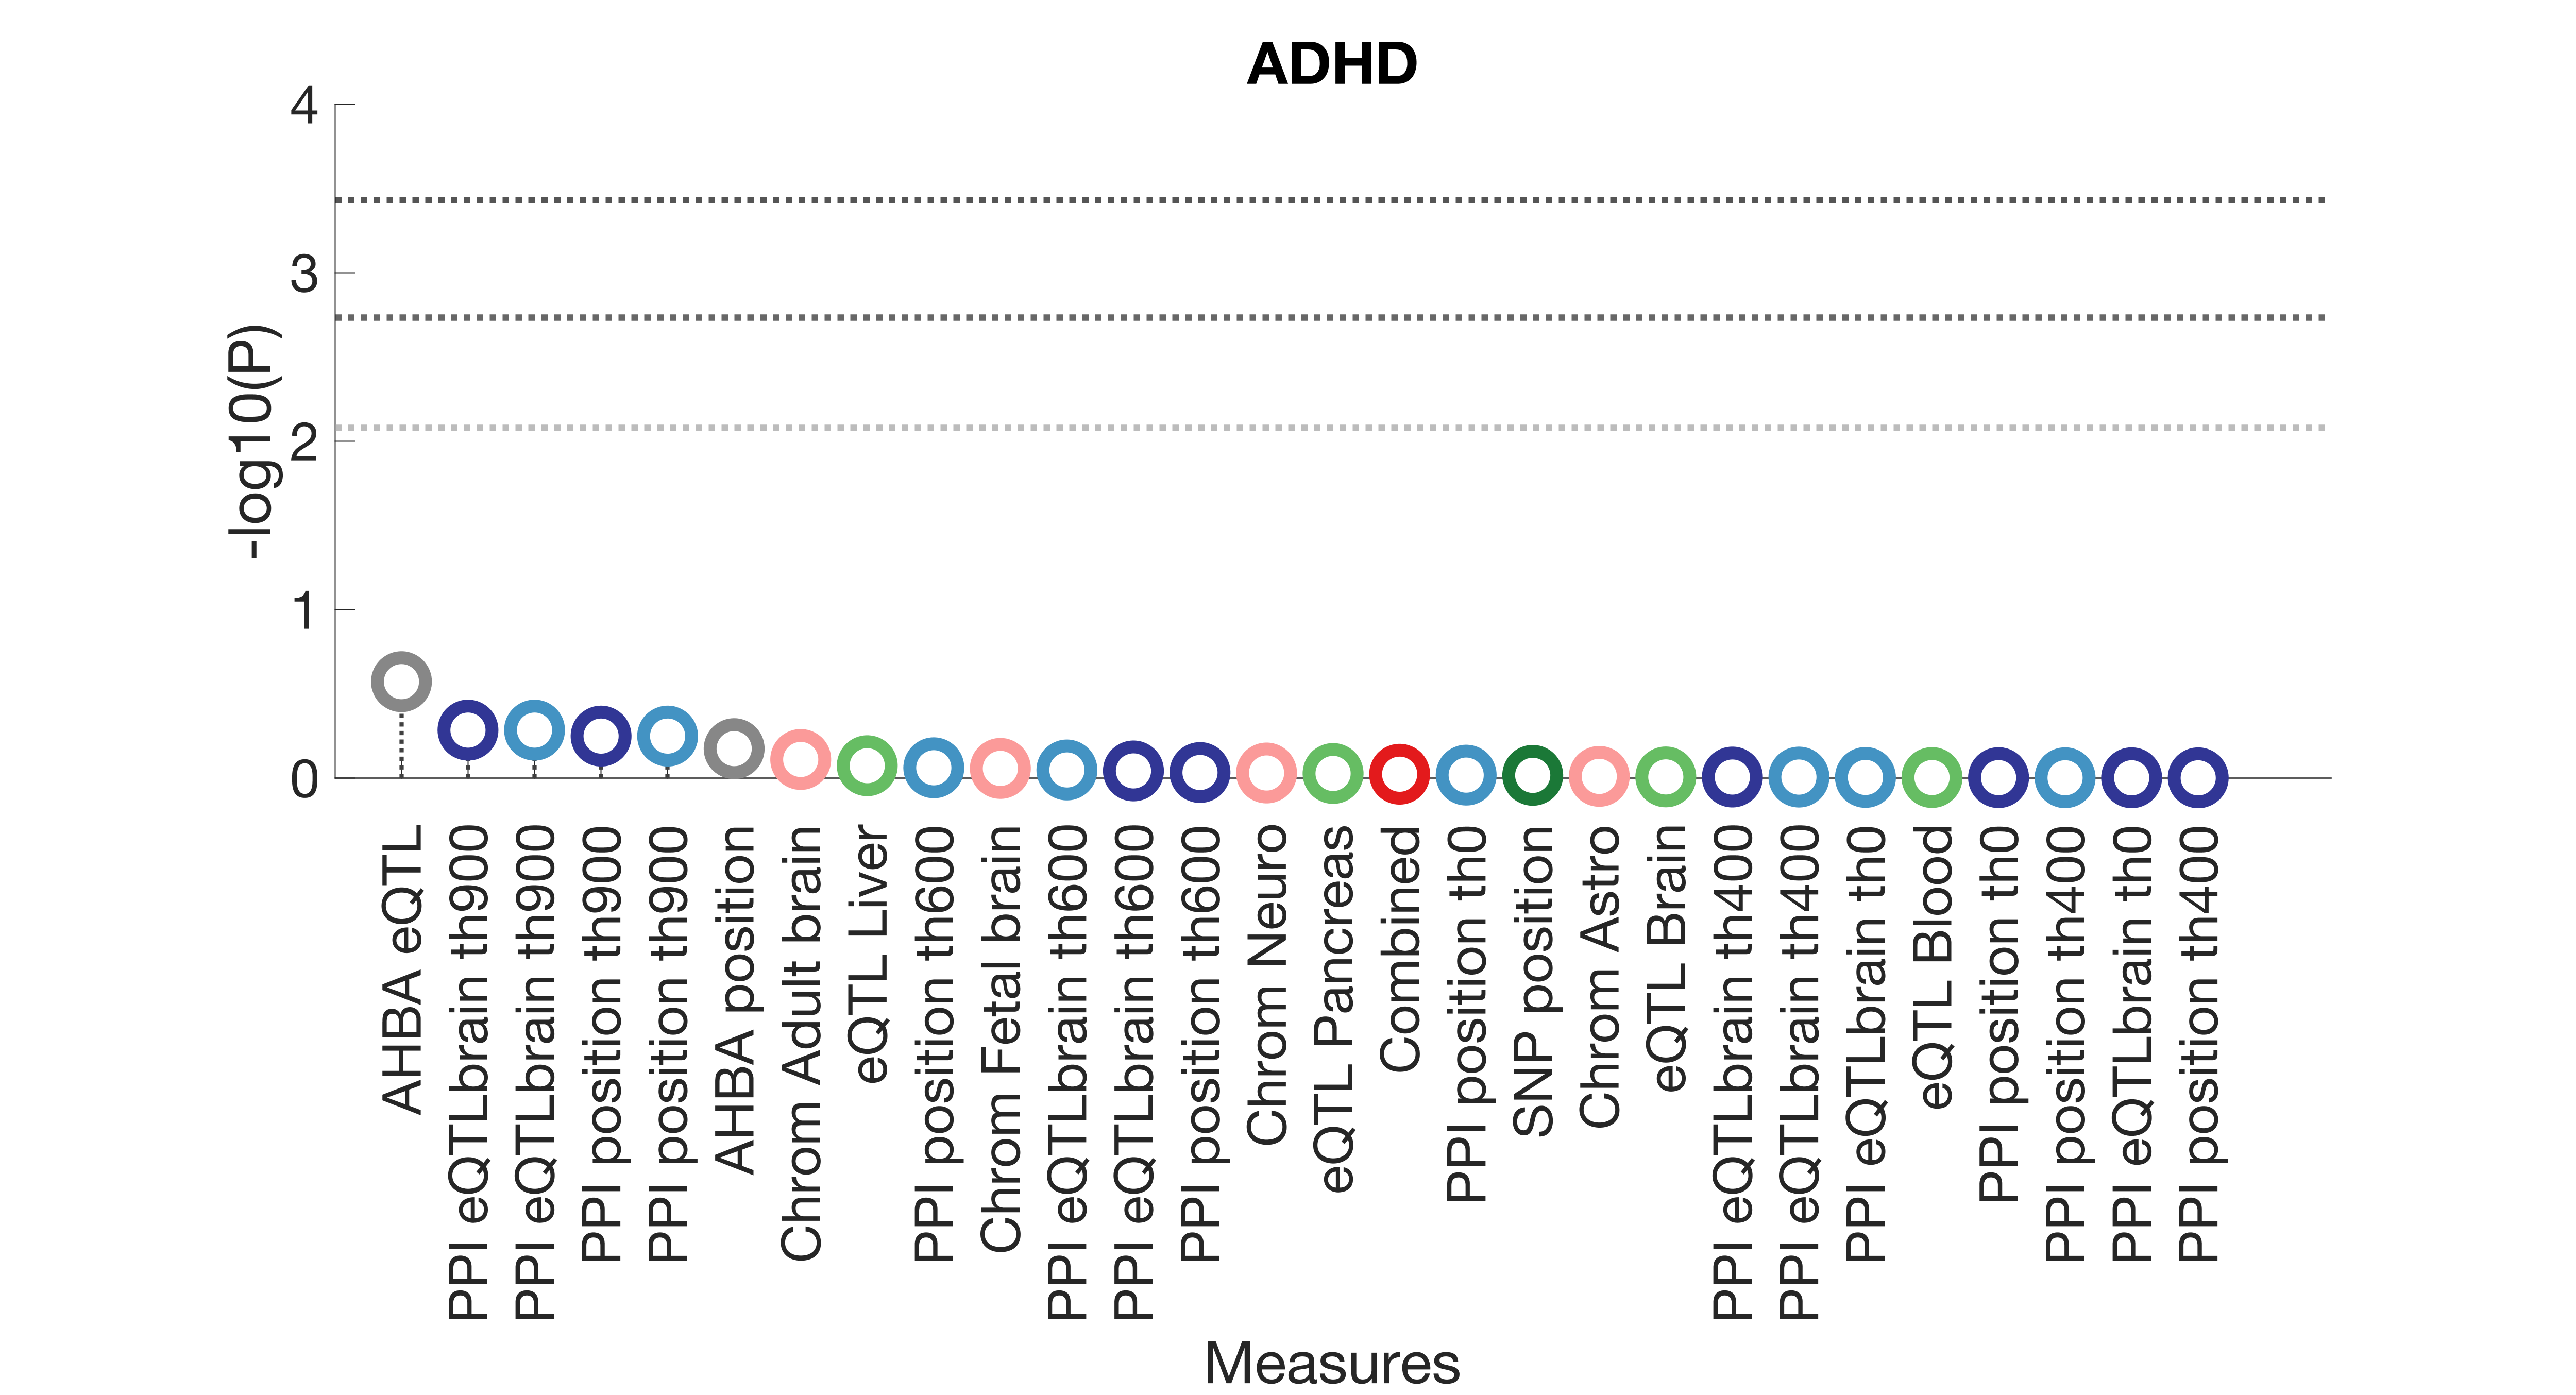 ADHD
4
3
2
1
0
-log10(P)
AHBA eQTL
PPI eQTLbrain th900
PPI eQTLbrain th900
PPI position th900
PPI position th900
AHBA position
Chrom Adult brain
eQTL Liver
PPI position th600
Chrom Fetal brain
PPI eQTLbrain th600
PPI eQTLbrain th600
PPI position th600
Chrom Neuro
eQTL Pancreas
Combined
PPI position th0
SNP position
Chrom Astro
eQTL Brain
PPI eQTLbrain th400
PPI eQTLbrain th400
PPI eQTLbrain th0
eQTL Blood
PPI position th0
PPI position th400
PPI eQTLbrain th0
PPI position th400
Measures